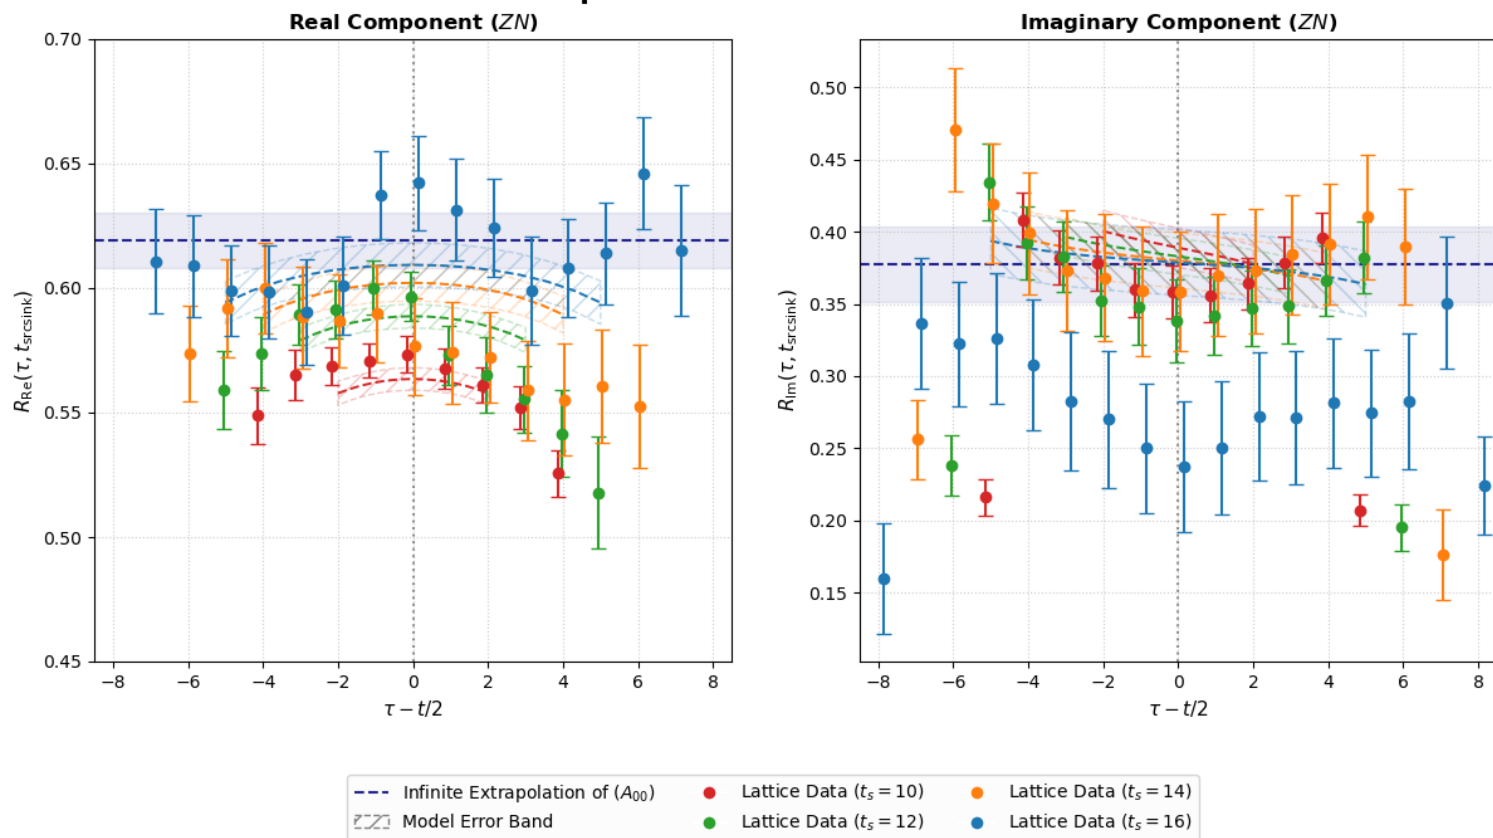 Real Component (ZN)
0.70
0.65
0.60
0.55
0.50
0.45
R_Re(τ, t_srcsink)
−8 −6 −4 −2 0 2 4 6 8
τ − t/2
Imaginary Component (ZN)
0.50
0.45
0.40
0.35
0.30
0.25
0.20
0.15
R_Im(τ, t_srcsink)
−8 −6 −4 −2 0 2 4 6 8
τ − t/2
Infinite Extrapolation of (A₀₀)
Model Error Band
Lattice Data (t_s = 10)
Lattice Data (t_s = 12)
Lattice Data (t_s = 14)
Lattice Data (t_s = 16)